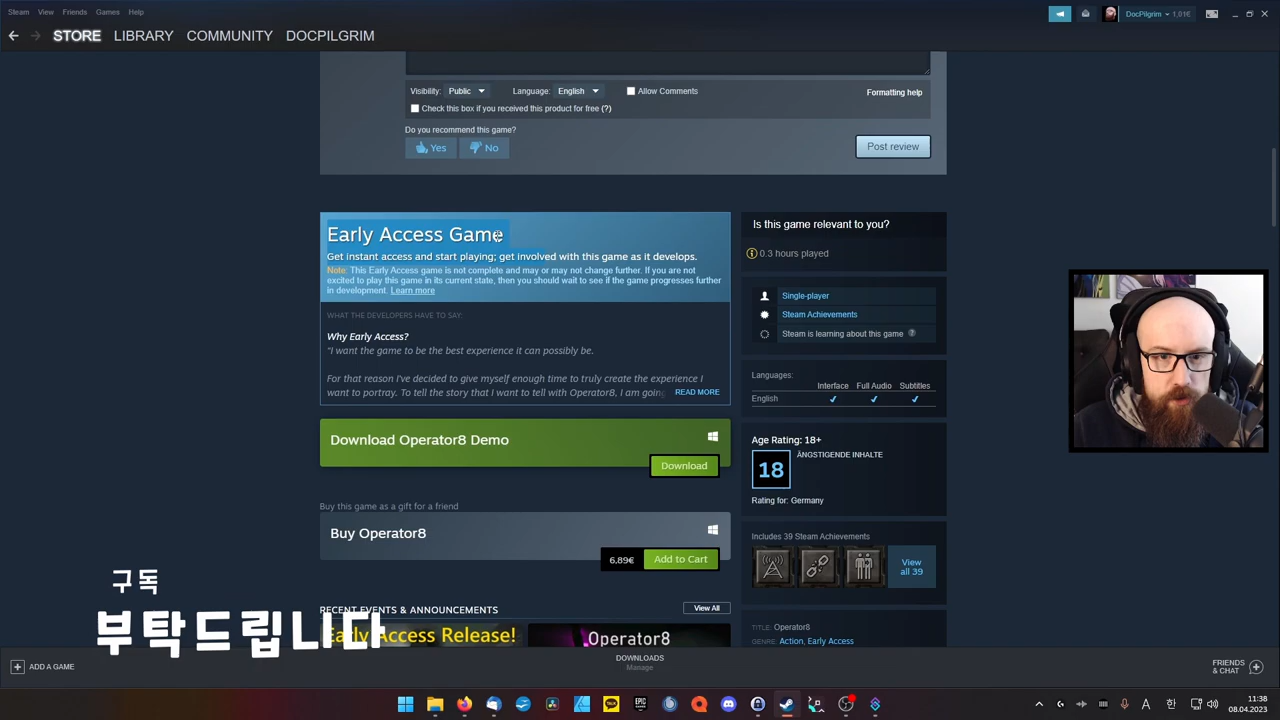 Steam View Friends Games Help
DocPilgrim 1,01€
STORE LIBRARY COMMUNITY DOCPILGRIM
Visibility: Public Language: English Allow Comments Formatting help
Check this box if you received this product for free (?)
Do you recommend this game?
Yes No Post review
Early Access Game
Get instant access and start playing; get involved with this game as it develops.
Note: This Early Access game is not complete and may or may not change further. If you are not
excited to play this game in its current state, then you should wait to see if the game progresses further
in development. Learn more
WHAT THE DEVELOPERS HAVE TO SAY:
Why Early Access?
"I want the game to be the best experience it can possibly be.
For that reason I've decided to give myself enough time to truly create the experience I
want to portray. To tell the story that I want to tell with Operator8, I am going READ MORE
Download Operator8 Demo
Download
Buy this game as a gift for a friend
Buy Operator8
6,89€ Add to Cart
RECENT EVENTS & ANNOUNCEMENTS View All
Early Access Release! Operator8
Is this game relevant to you?
0.3 hours played
Single-player
Steam Achievements
Steam is learning about this game ?
Languages:
Interface Full Audio Subtitles
English ✔ ✔ ✔
Age Rating: 18+
18 ÄNGSTIGENDE INHALTE
Rating for: Germany
Includes 39 Steam Achievements
View
all 39
TITLE: Operator8
GENRE: Action, Early Access
구독
부탁드립니다
ADD A GAME
DOWNLOADS
Manage
FRIENDS
& CHAT
TALK
EPIC
GAMES
A 한
11:38
08.04.2023